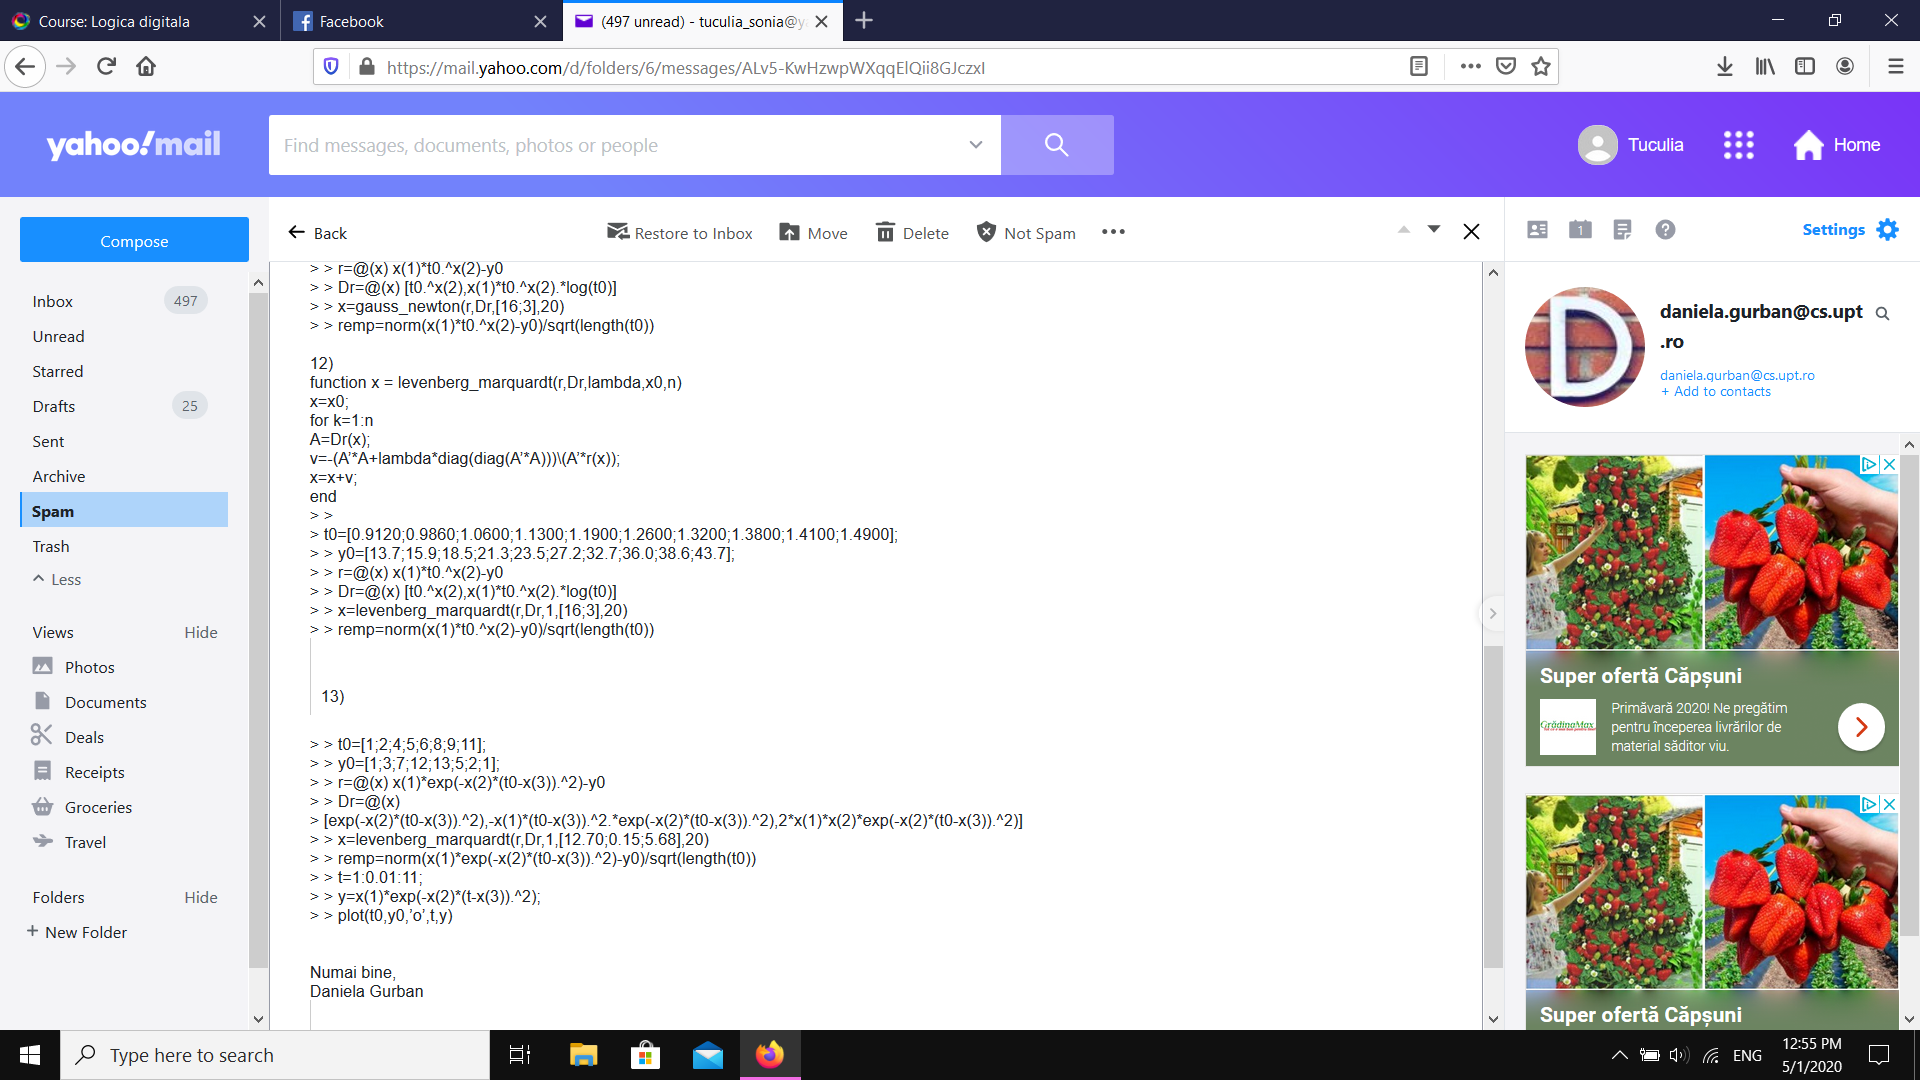 Course: Logica digitala
Facebook
(497 unread) - tuculia_sonia@y
https://mail.yahoo.com/d/folders/6/messages/ALv5-KwHzwpWXqqElQii8GJczxI
yahoo!mail
Find messages, documents, photos or people
Tuculia
Home
Compose
Back
Restore to Inbox
Move
Delete
Not Spam
1
Settings
Inbox 497
Unread
Starred
Drafts 25
Sent
Archive
Spam
Trash
Less
Views Hide
Photos
Documents
Deals
Receipts
Groceries
Travel
Folders Hide
+ New Folder
> > r=@(x) x(1)*t0.^x(2)-y0
> > Dr=@(x) [t0.^x(2),x(1)*t0.^x(2).*log(t0)]
> > x=gauss_newton(r,Dr,[16;3],20)
> > remp=norm(x(1)*t0.^x(2)-y0)/sqrt(length(t0))
12)
function x = levenberg_marquardt(r,Dr,lambda,x0,n)
x=x0;
for k=1:n
A=Dr(x);
v=-(A’*A+lambda*diag(diag(A’*A)))\(A’*r(x));
x=x+v;
end
> >
> t0=[0.9120;0.9860;1.0600;1.1300;1.1900;1.2600;1.3200;1.3800;1.4100;1.4900];
> > y0=[13.7;15.9;18.5;21.3;23.5;27.2;32.7;36.0;38.6;43.7];
> > r=@(x) x(1)*t0.^x(2)-y0
> > Dr=@(x) [t0.^x(2),x(1)*t0.^x(2).*log(t0)]
> > x=levenberg_marquardt(r,Dr,1,[16;3],20)
> > remp=norm(x(1)*t0.^x(2)-y0)/sqrt(length(t0))
13)
> > t0=[1;2;4;5;6;8;9;11];
> > y0=[1;3;7;12;13;5;2;1];
> > r=@(x) x(1)*exp(-x(2)*(t0-x(3)).^2)-y0
> > Dr=@(x)
> [exp(-x(2)*(t0-x(3)).^2),-x(1)*(t0-x(3)).^2.*exp(-x(2)*(t0-x(3)).^2),2*x(1)*x(2)*exp(-x(2)*(t0-x(3)).^2)]
> > x=levenberg_marquardt(r,Dr,1,[12.70;0.15;5.68],20)
> > remp=norm(x(1)*exp(-x(2)*(t0-x(3)).^2)-y0)/sqrt(length(t0))
> > t=1:0.01:11;
> > y=x(1)*exp(-x(2)*(t-x(3)).^2);
> > plot(t0,y0,’o’,t,y)
Numai bine,
Daniela Gurban
D
daniela.gurban@cs.upt
.ro
daniela.gurban@cs.upt.ro
+ Add to contacts
Super ofertă Căpșuni
GrădinaMax
Primăvară 2020! Ne pregătim
pentru începerea livrărilor de
material săditor viu.
Super ofertă Căpșuni
Type here to search
ENG
12:55 PM
5/1/2020